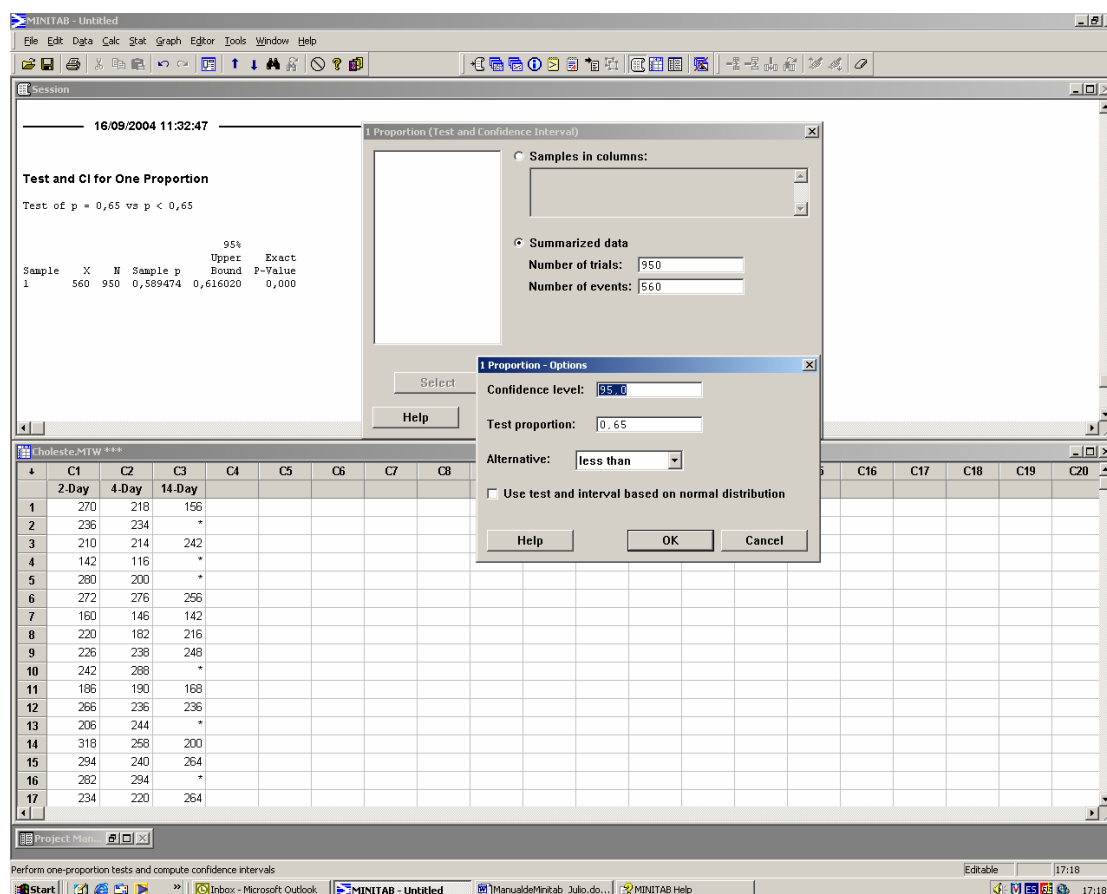 MINITAB - Untitled
File Edit Data Calc Stat Graph Editor Tools Window Help
Session
16/09/2004 11:32:47
Test and CI for One Proportion
Test of p = 0,65 vs p < 0,65
95%
Upper Exact
Sample X N Sample p Bound P-Value
1 560 950 0,589474 0,616020 0,000
1 Proportion (Test and Confidence Interval)
Samples in columns:
Summarized data
Number of trials: 950
Number of events: 560
Select
Help
1 Proportion - Options
Confidence level: 95,0
Test proportion: 0,65
Alternative: less than
Use test and interval based on normal distribution
Help OK Cancel
Choleste.MTW ***
C1 C2 C3 C4 C5 C6 C7 C8 C16 C17 C18 C19 C20
2-Day 4-Day 14-Day
1 270 218 156
2 236 234 *
3 210 214 242
4 142 116 *
5 280 200 *
6 272 276 256
7 160 146 142
8 220 182 216
9 226 238 248
10 242 288 *
11 186 190 168
12 266 236 236
13 206 244 *
14 318 258 200
15 294 240 264
16 282 294 *
17 234 220 264
Project Man...
Perform one-proportion tests and compute confidence intervals Editable 17:18
Start » Inbox - Microsoft Outlook MINITAB - Untitled ManualdeMinitab_Julio.do... MINITAB Help ES 17:18